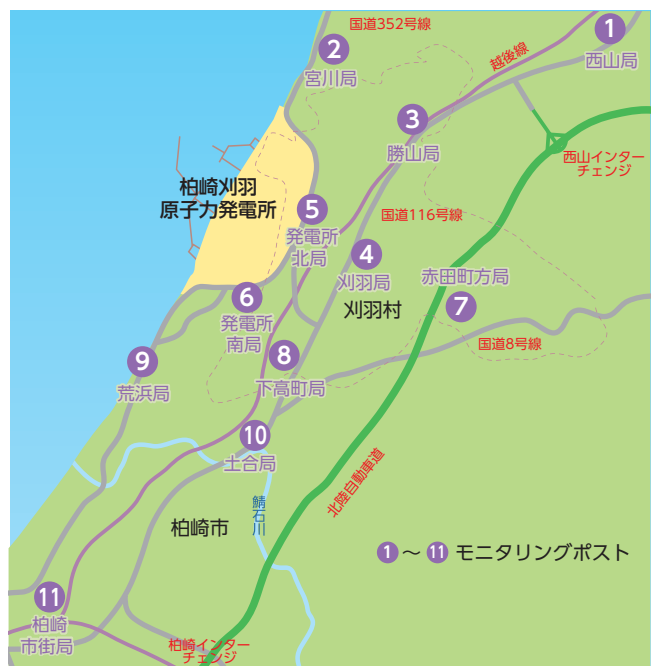 国道352号線
1
西山局
2
宮川局
越後線
3
勝山局
西山インター
チェンジ
柏崎刈羽
原子力発電所
5
発電所
北局
国道116号線
4
刈羽局
赤田町方局
7
刈羽村
6
発電所
南局
国道8号線
8
下高町局
9
荒浜局
10
土合局
北陸自動車道
鯖石川
柏崎市
1 ～ 11 モニタリングポスト
11
柏崎
市街局
柏崎インター
チェンジ